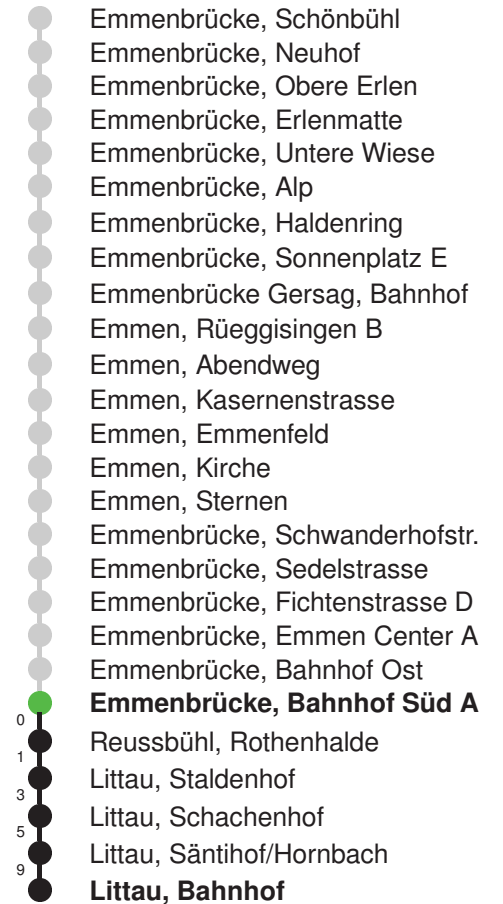 Emmenbrücke, Schönbühl
Emmenbrücke, Neuhof
Emmenbrücke, Obere Erlen
Emmenbrücke, Erlenmatte
Emmenbrücke, Untere Wiese
Emmenbrücke, Alp
Emmenbrücke, Haldenring
Emmenbrücke, Sonnenplatz E
Emmenbrücke Gersag, Bahnhof
Emmen, Rüeggisingen B
Emmen, Abendweg
Emmen, Kasernenstrasse
Emmen, Emmenfeld
Emmen, Kirche
Emmen, Sternen
Emmenbrücke, Schwanderhofstr.
Emmenbrücke, Sedelstrasse
Emmenbrücke, Fichtenstrasse D
Emmenbrücke, Emmen Center A
Emmenbrücke, Bahnhof Ost
Emmenbrücke, Bahnhof Süd A
0
Reussbühl, Rothenhalde
1
Littau, Staldenhof
3
Littau, Schachenhof
5
Littau, Säntihof/Hornbach
9
Littau, Bahnhof